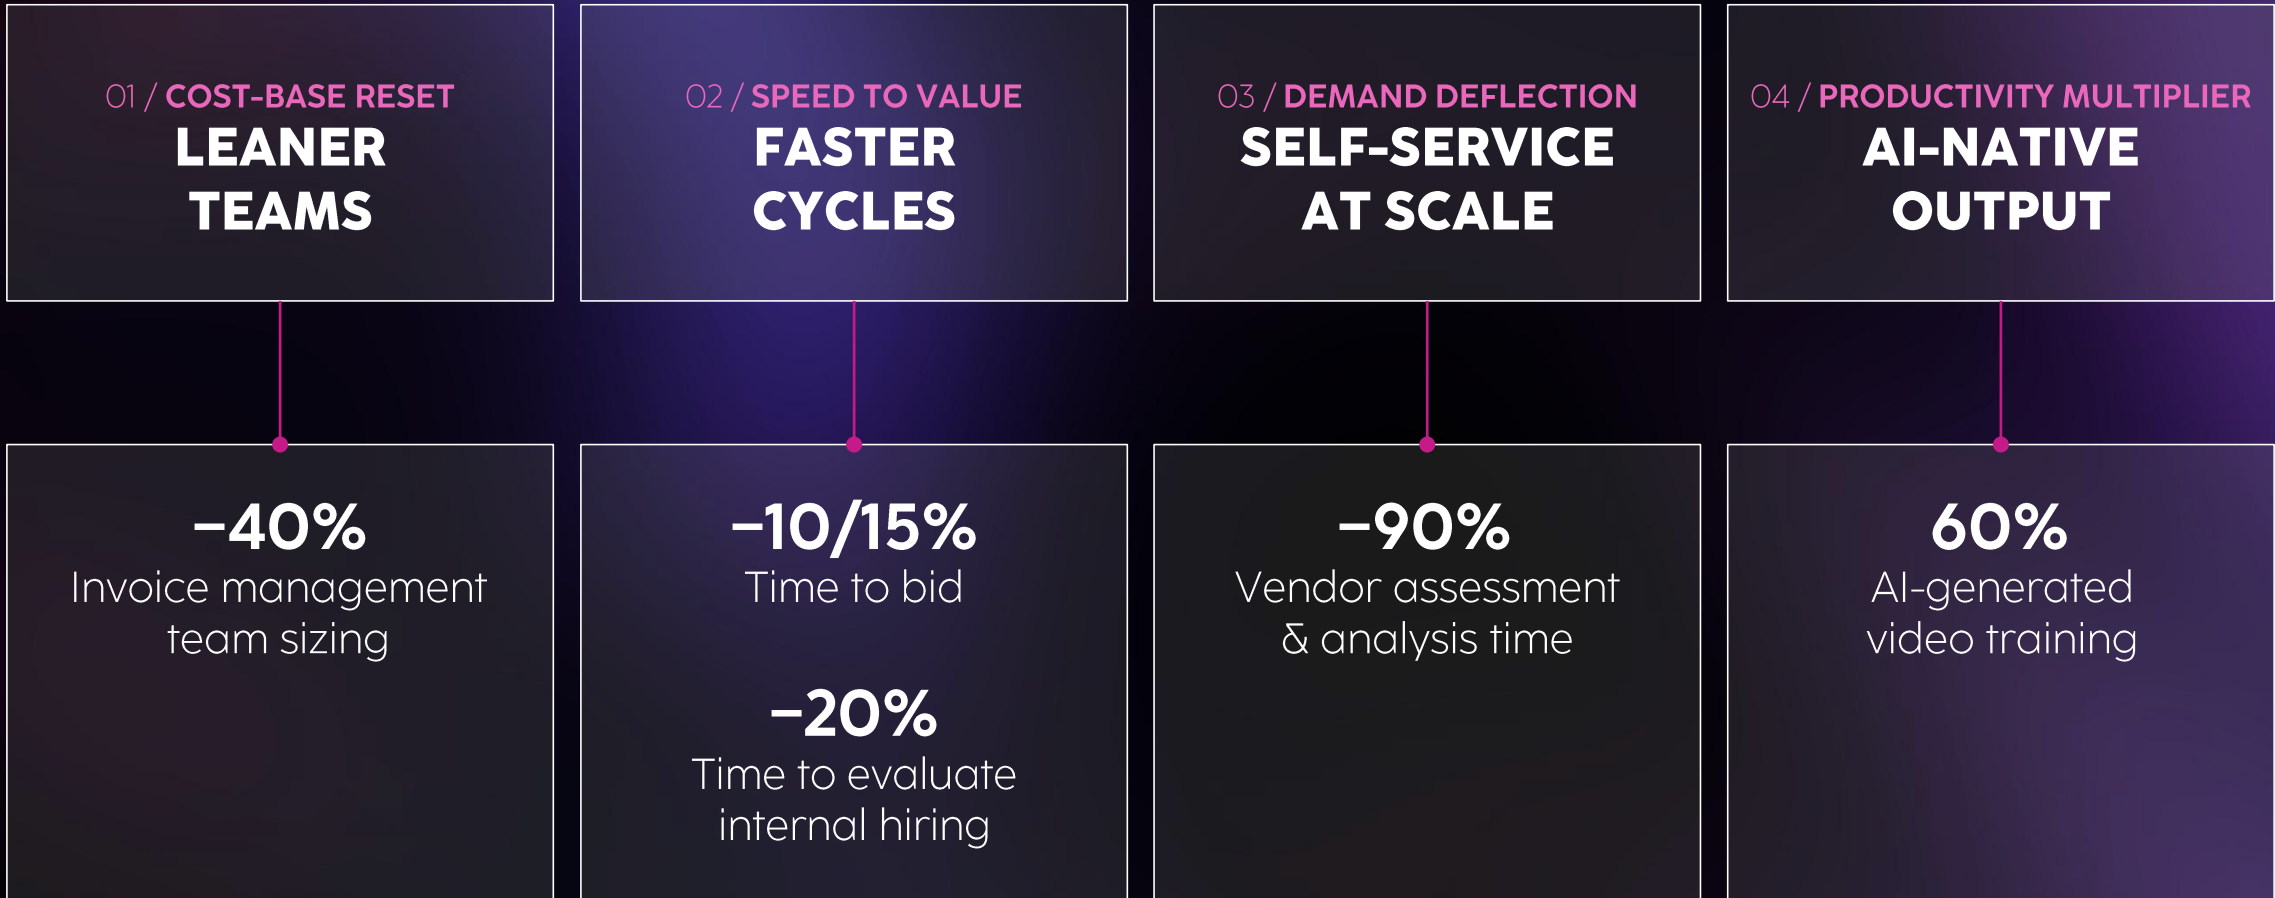 01 / COST-BASE RESET
LEANER
TEAMS
–40%
Invoice management
team sizing
02 / SPEED TO VALUE
FASTER
CYCLES
–10/15%
Time to bid
–20%
Time to evaluate
internal hiring
03 / DEMAND DEFLECTION
SELF-SERVICE
AT SCALE
–90%
Vendor assessment
& analysis time
04 / PRODUCTIVITY MULTIPLIER
AI-NATIVE
OUTPUT
60%
AI-generated
video training